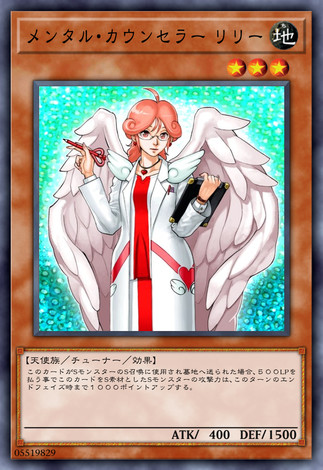 メンタル・カウンセラー リリー
地
【天使族／チューナー／効果】
このカードがSモンスターのS召喚に使用され墓地へ送られた場合、５００LPを
払う事でこのカードをS素材としたSモンスターの攻撃力は、このターンのエン
ドフェイズ時まで１０００ポイントアップする。
ATK/ 400 DEF/1500
05519829